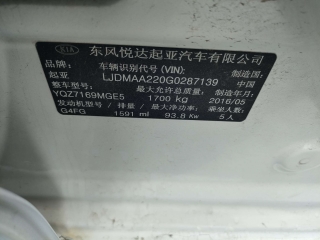 KIA
东风悦达起亚汽车有限公司
品牌: 车辆识别代号(VIN): 制造国:
起亚 LJDMAA220G0287139 中国
整车型号: 最大允许总质量: 制造年月:
YQZ7169MGE5 1700 kg 2016/05
发动机型号 / 排量 / 最大净功率: 乘坐人数:
G4FG 1591 ml 93.8 Kw 5人